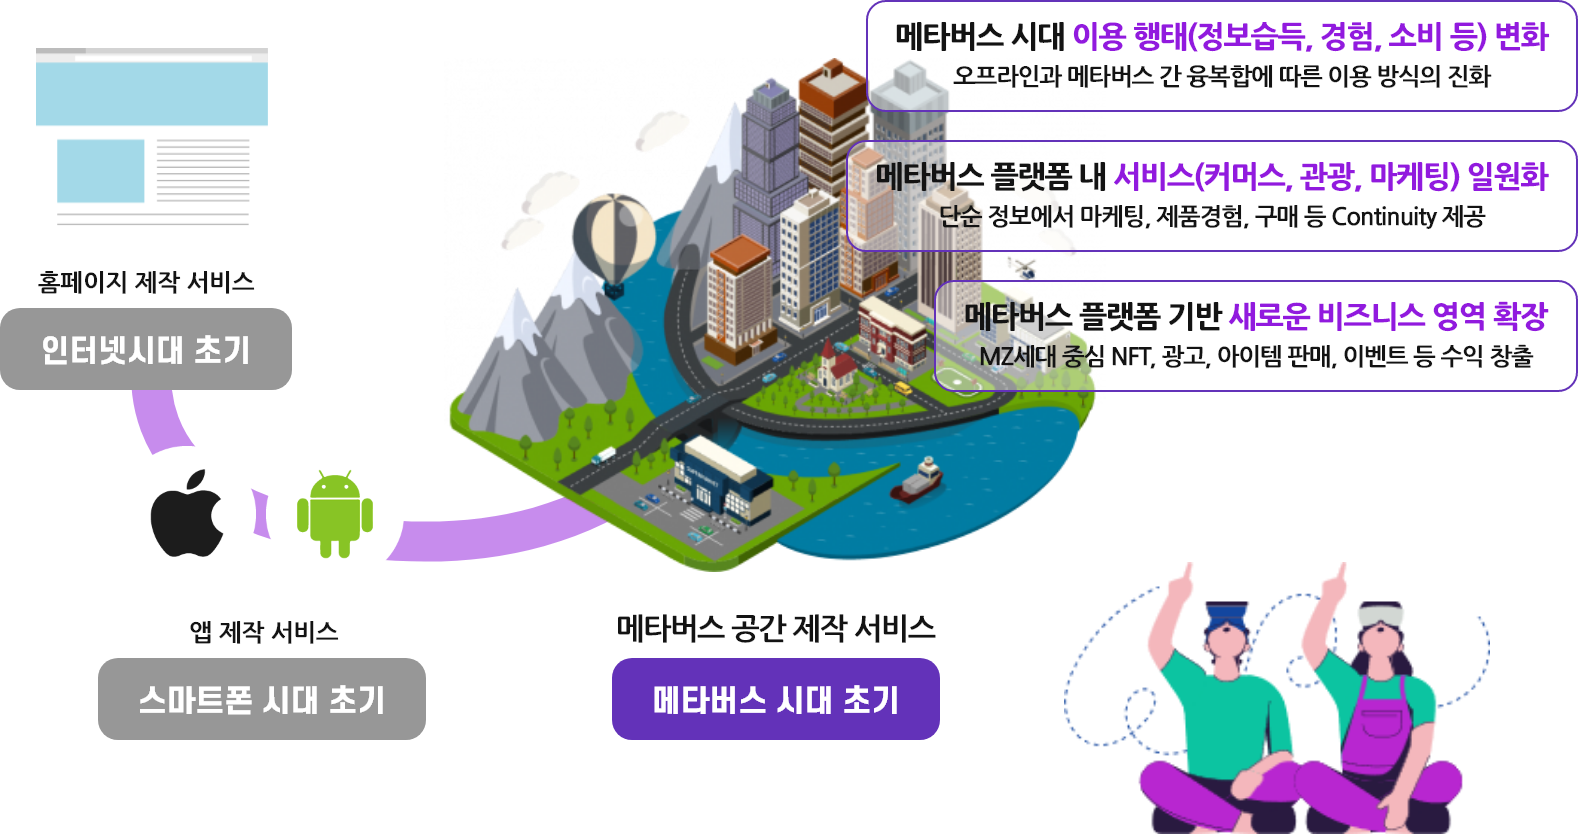 메타버스 시대 이용 행태(정보습득, 경험, 소비 등) 변화
오프라인과 메타버스 간 융복합에 따른 이용 방식의 진화
메타버스 플랫폼 내 서비스(커머스, 관광, 마케팅) 일원화
단순 정보에서 마케팅, 제품경험, 구매 등 Continuity 제공
메타버스 플랫폼 기반 새로운 비즈니스 영역 확장
MZ세대 중심 NFT, 광고, 아이템 판매, 이벤트 등 수익 창출
홈페이지 제작 서비스
인터넷시대 초기
앱 제작 서비스
스마트폰 시대 초기
메타버스 공간 제작 서비스
메타버스 시대 초기